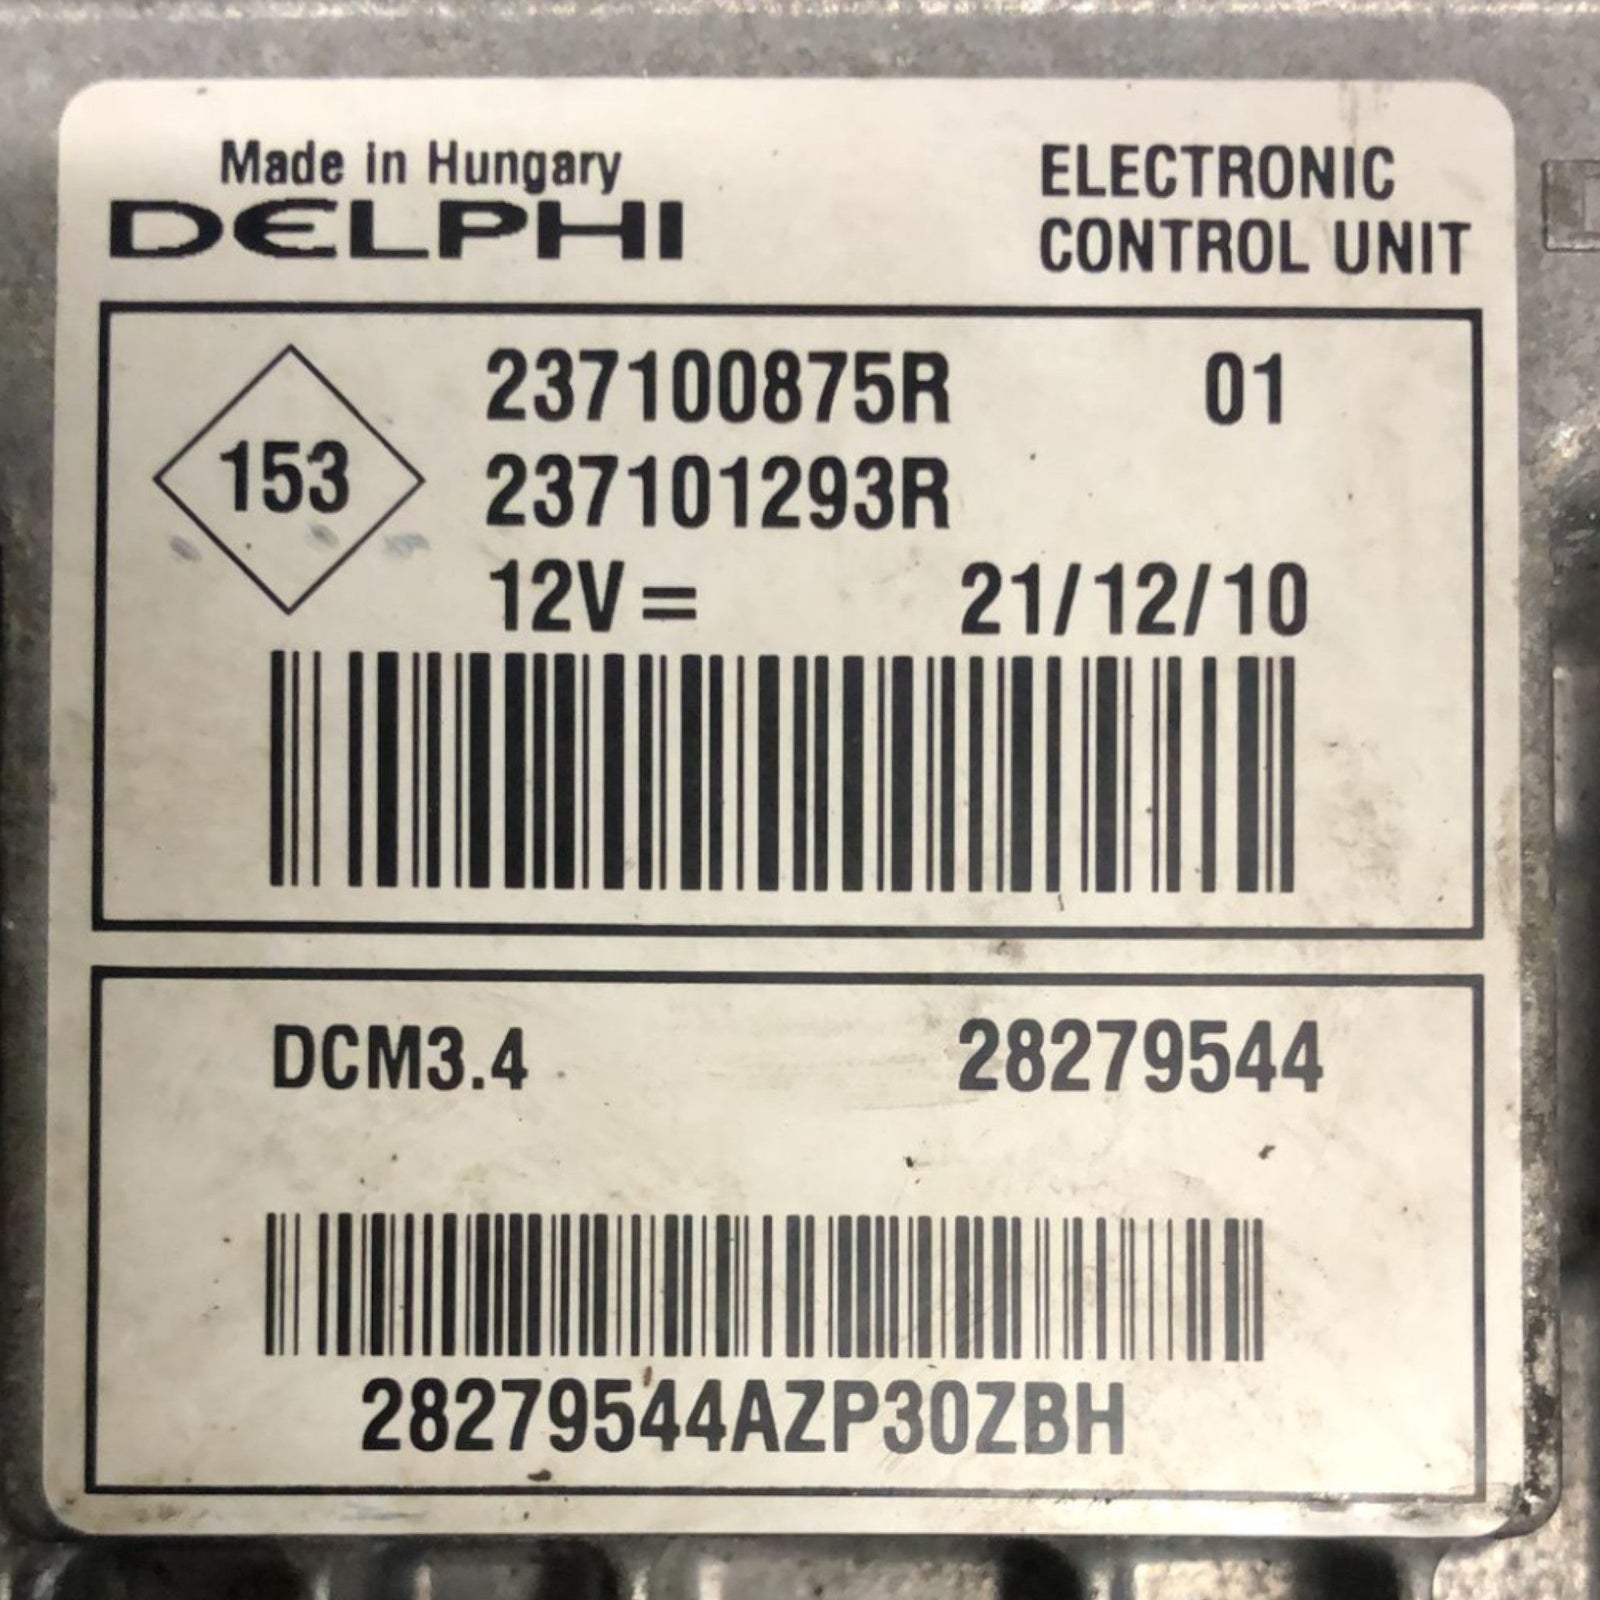 Made in Hungary
DELPHI
ELECTRONIC
CONTROL UNIT
153
237100875R 01
237101293R
12V= 21/12/10
DCM3.4 28279544
28279544AZP30ZBH